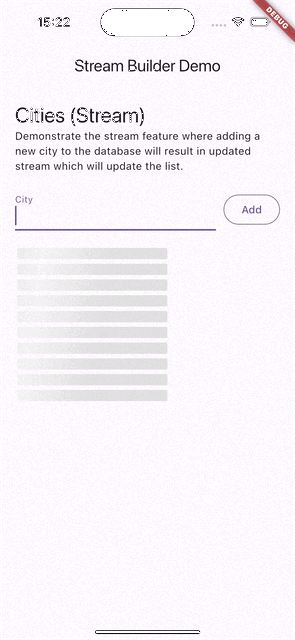 15:22
DEBUG
Stream Builder Demo
Cities (Stream)
Demonstrate the stream feature where adding a
new city to the database will result in updated
stream which will update the list.
City
Add